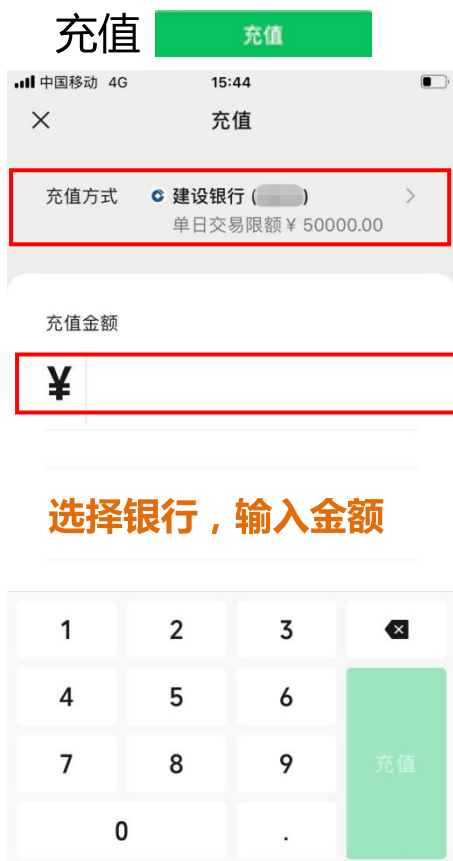 充值 充值
中国移动 4G 15:44
充值
充值方式 建设银行 ( )
单日交易限额¥ 50000.00
充值金额
¥
选择银行，输入金额
1 2 3
4 5 6
7 8 9 充值
0 .